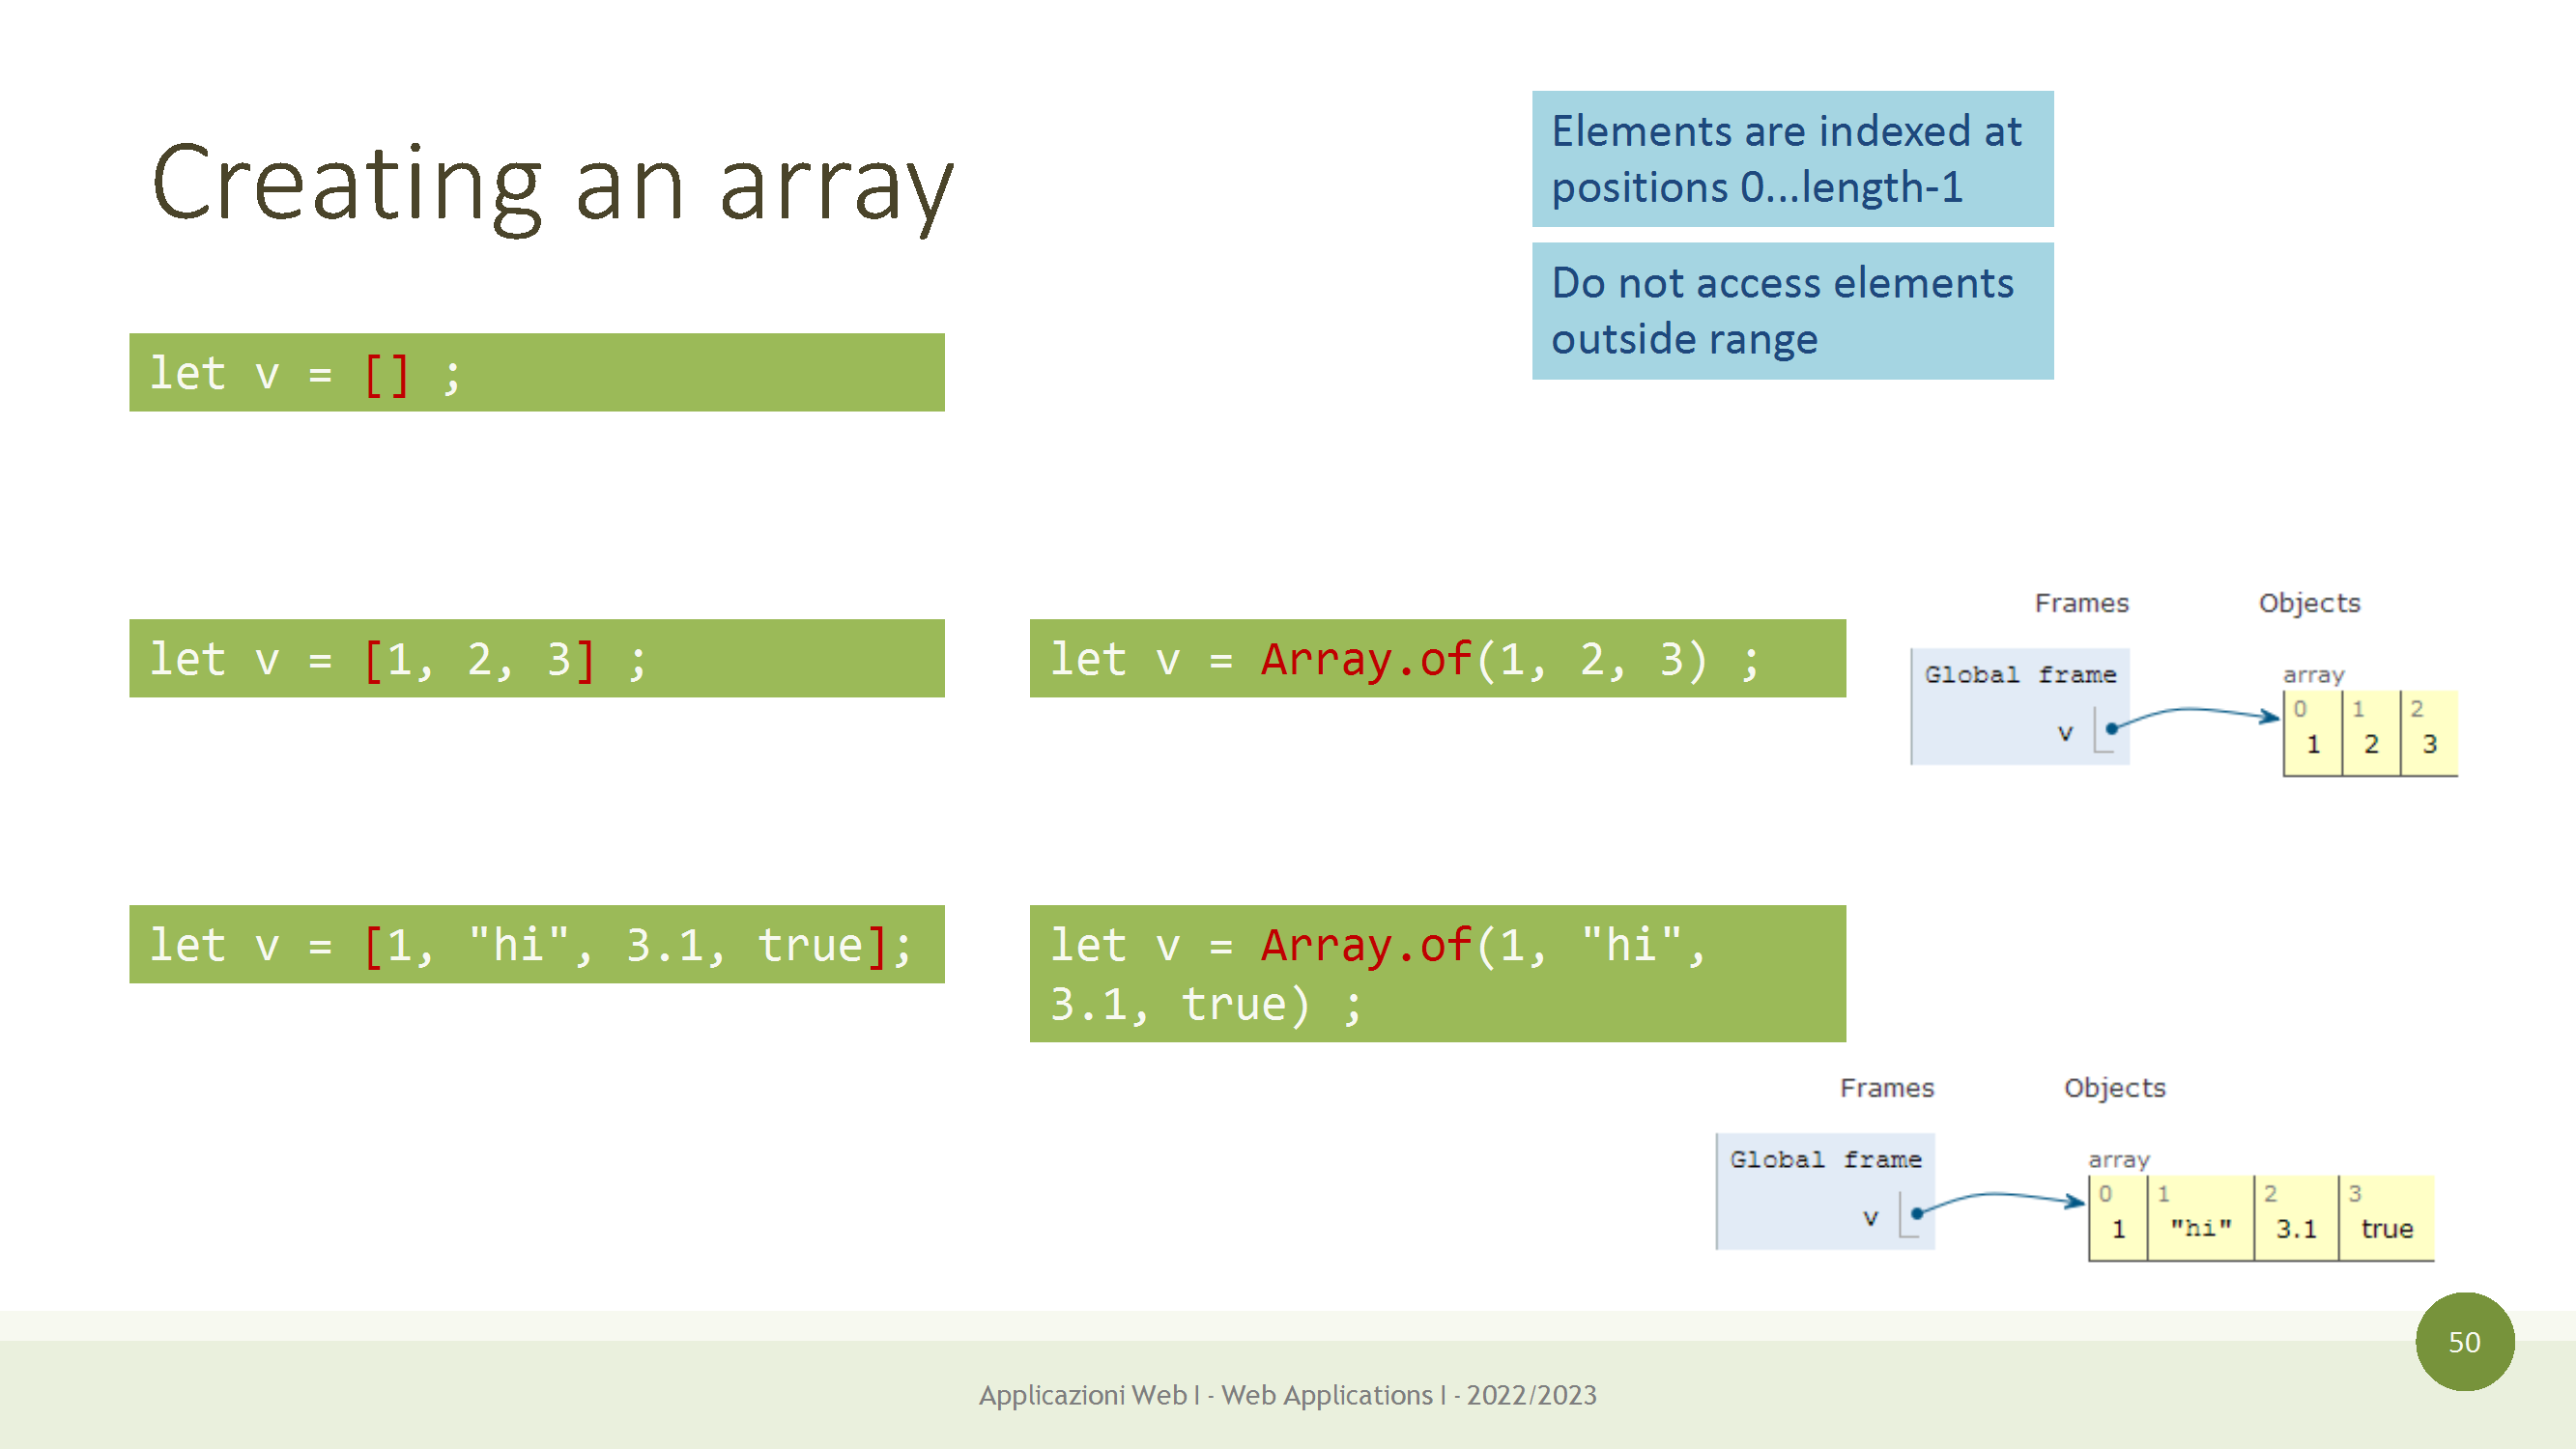 Creating an array
Elements are indexed at
positions 0...length-1
Do not access elements
outside range
let v = [] ;
let v = [1, 2, 3] ;
let v = Array.of(1, 2, 3) ;
Frames Objects
Global frame
v
array
0 1 2
1 2 3
let v = [1, "hi", 3.1, true];
let v = Array.of(1, "hi",
3.1, true) ;
Frames Objects
Global frame
v
array
0 1 2 3
1 "hi" 3.1 true
50
Applicazioni Web I - Web Applications I - 2022/2023